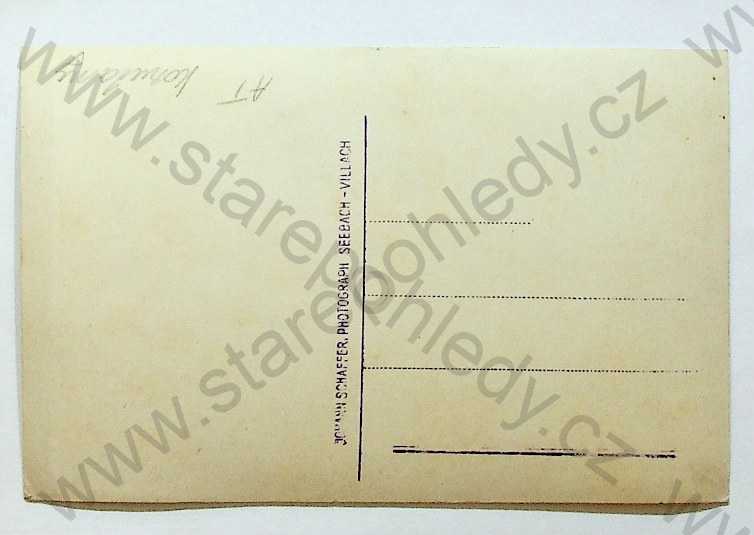 AT
JOHANN SCHAFFER, PHOTOGRAPH SEEBACH - VILLACH
www.starepohledy.cz
www.starepohledy.cz